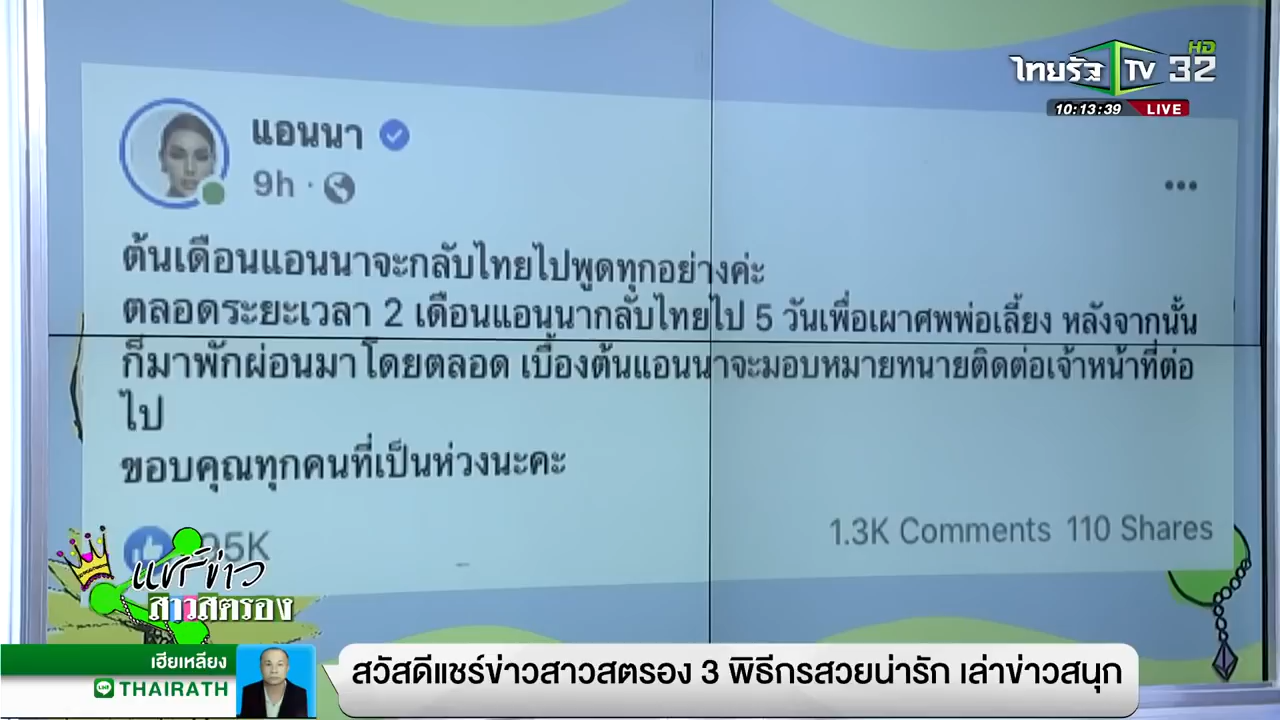 ไทยรัฐ TV HD 32
10:13:39 LIVE
แอนนา
9h
ต้นเดือนแอนนาจะกลับไทยไปพูดทุกอย่างค่ะ
ตลอดระยะเวลา 2 เดือนแอนนากลับไทยไป 5 วันเพื่อเผาศพพ่อเลี้ยง หลังจากนั้น
ก็มาพักผ่อนมาโดยตลอด เบื้องต้นแอนนาจะมอบหมายทนายติดต่อเจ้าหน้าที่ต่อ
ไป
ขอบคุณทุกคนที่เป็นห่วงนะคะ
1.3K Comments 110 Shares
แชร์ข่าว
สาวสตรอง
เฮียเหลียง
LINE THAIRATH
สวัสดีแชร์ข่าวสาวสตรอง 3 พิธีกรสวยน่ารัก เล่าข่าวสนุก